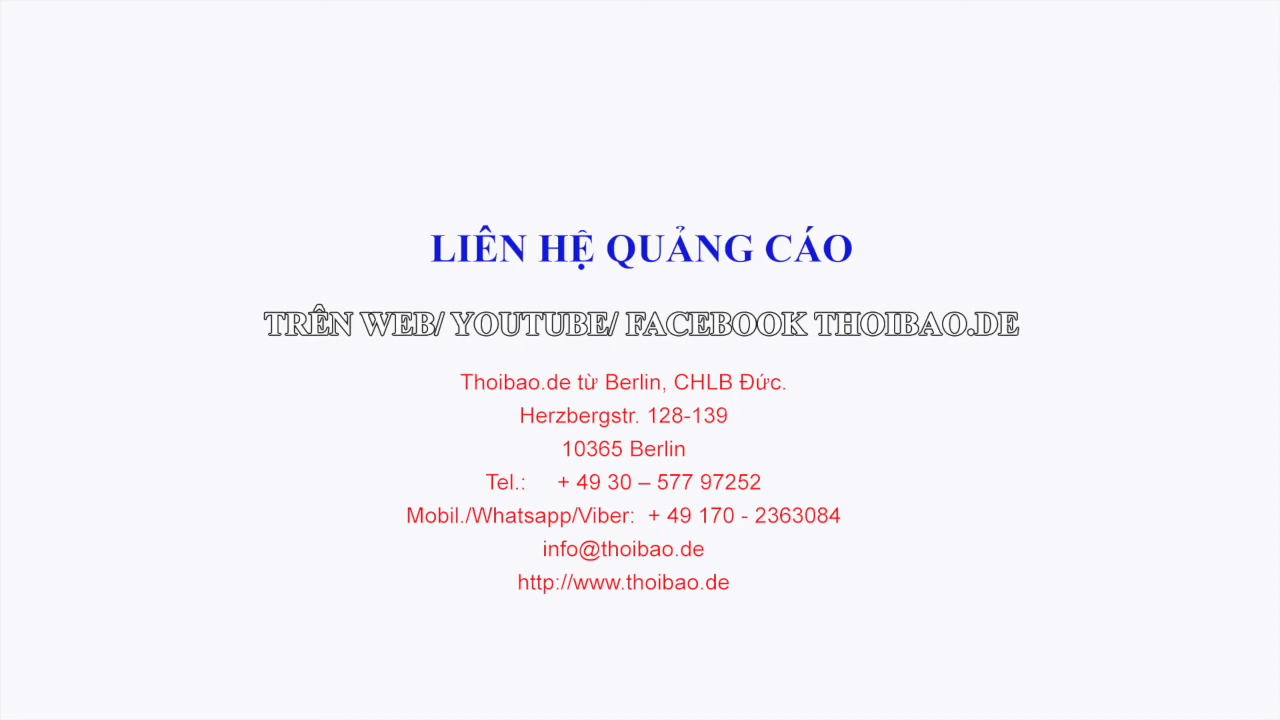 LIÊN HỆ QUẢNG CÁO
TRÊN WEB/ YOUTUBE/ FACEBOOK THOIBAO.DE
Thoibao.de từ Berlin, CHLB Đức.
Herzbergstr. 128-139
10365 Berlin
Tel.: + 49 30 – 577 97252
Mobil./Whatsapp/Viber: + 49 170 - 2363084
info@thoibao.de
http://www.thoibao.de